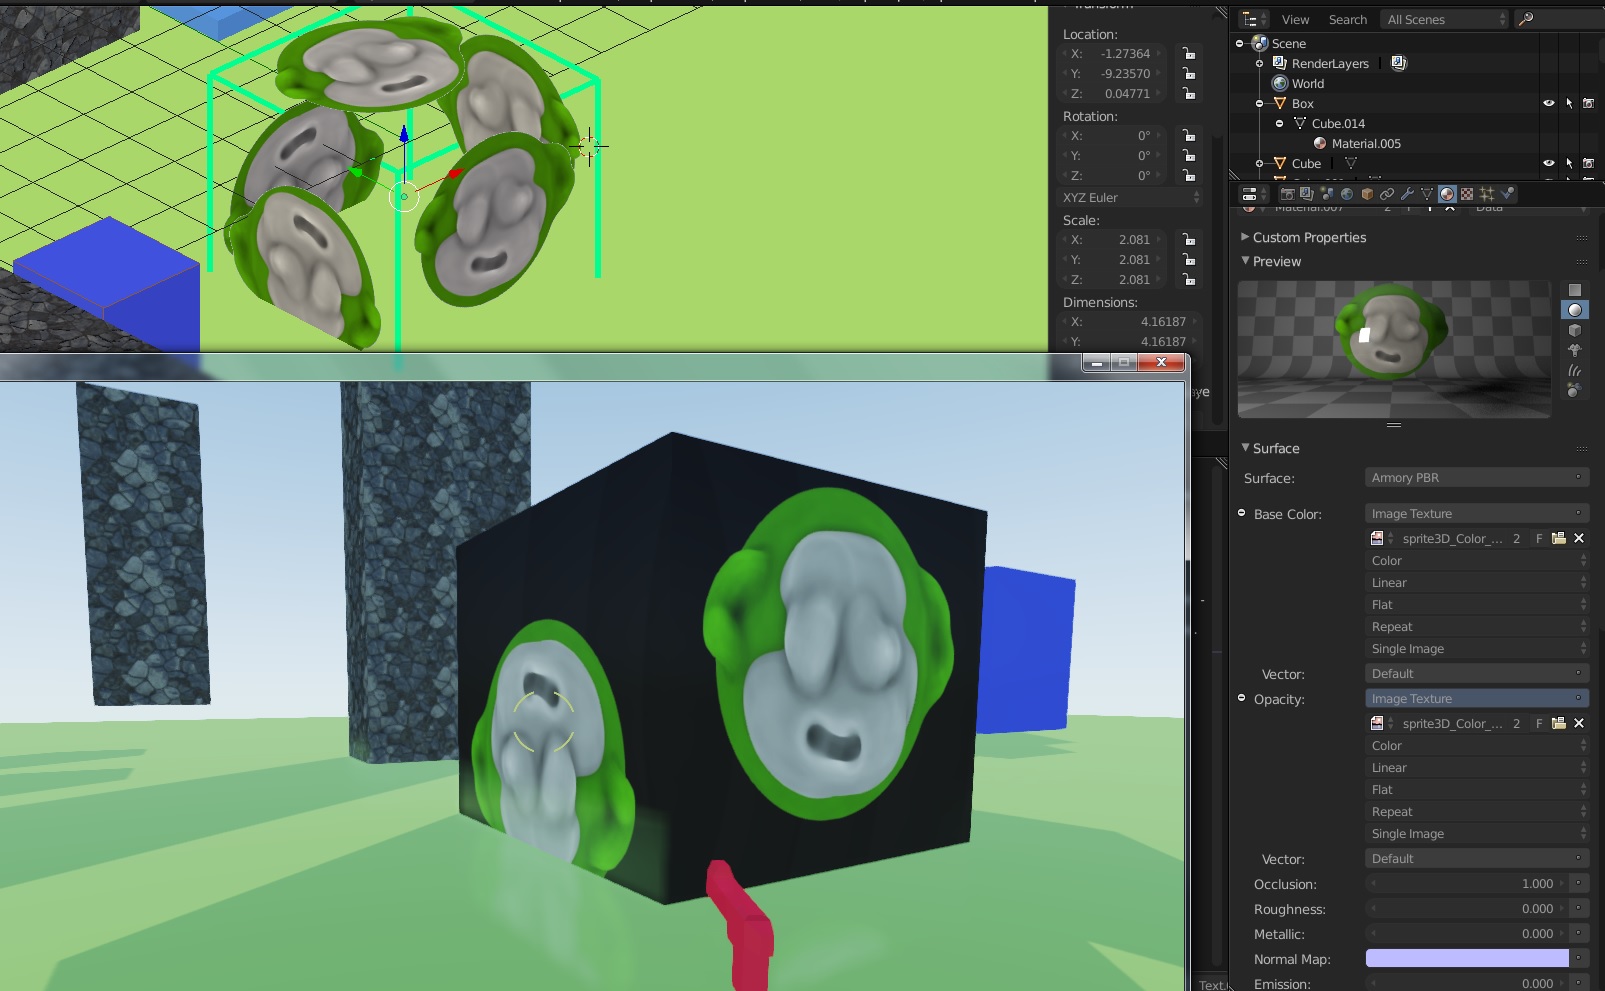 Location:
X: -1.27364
Y: -9.23570
Z: 0.04771
Rotation:
X: 0°
Y: 0°
Z: 0°
XYZ Euler
Scale:
X: 2.081
Y: 2.081
Z: 2.081
Dimensions:
X: 4.16187
Y: 4.16187
View Search All Scenes
Scene
RenderLayers
World
Box
Cube.014
Material.005
Cube
Data
Custom Properties
Preview
Surface
Surface: Armory PBR
Base Color: Image Texture
sprite3D_Color_... 2 F
Color
Linear
Flat
Repeat
Single Image
Vector: Default
Opacity: Image Texture
sprite3D_Color_... 2 F
Color
Linear
Flat
Repeat
Single Image
Vector: Default
Occlusion: 1.000
Roughness: 0.000
Metallic: 0.000
Normal Map:
Emission: 0.000